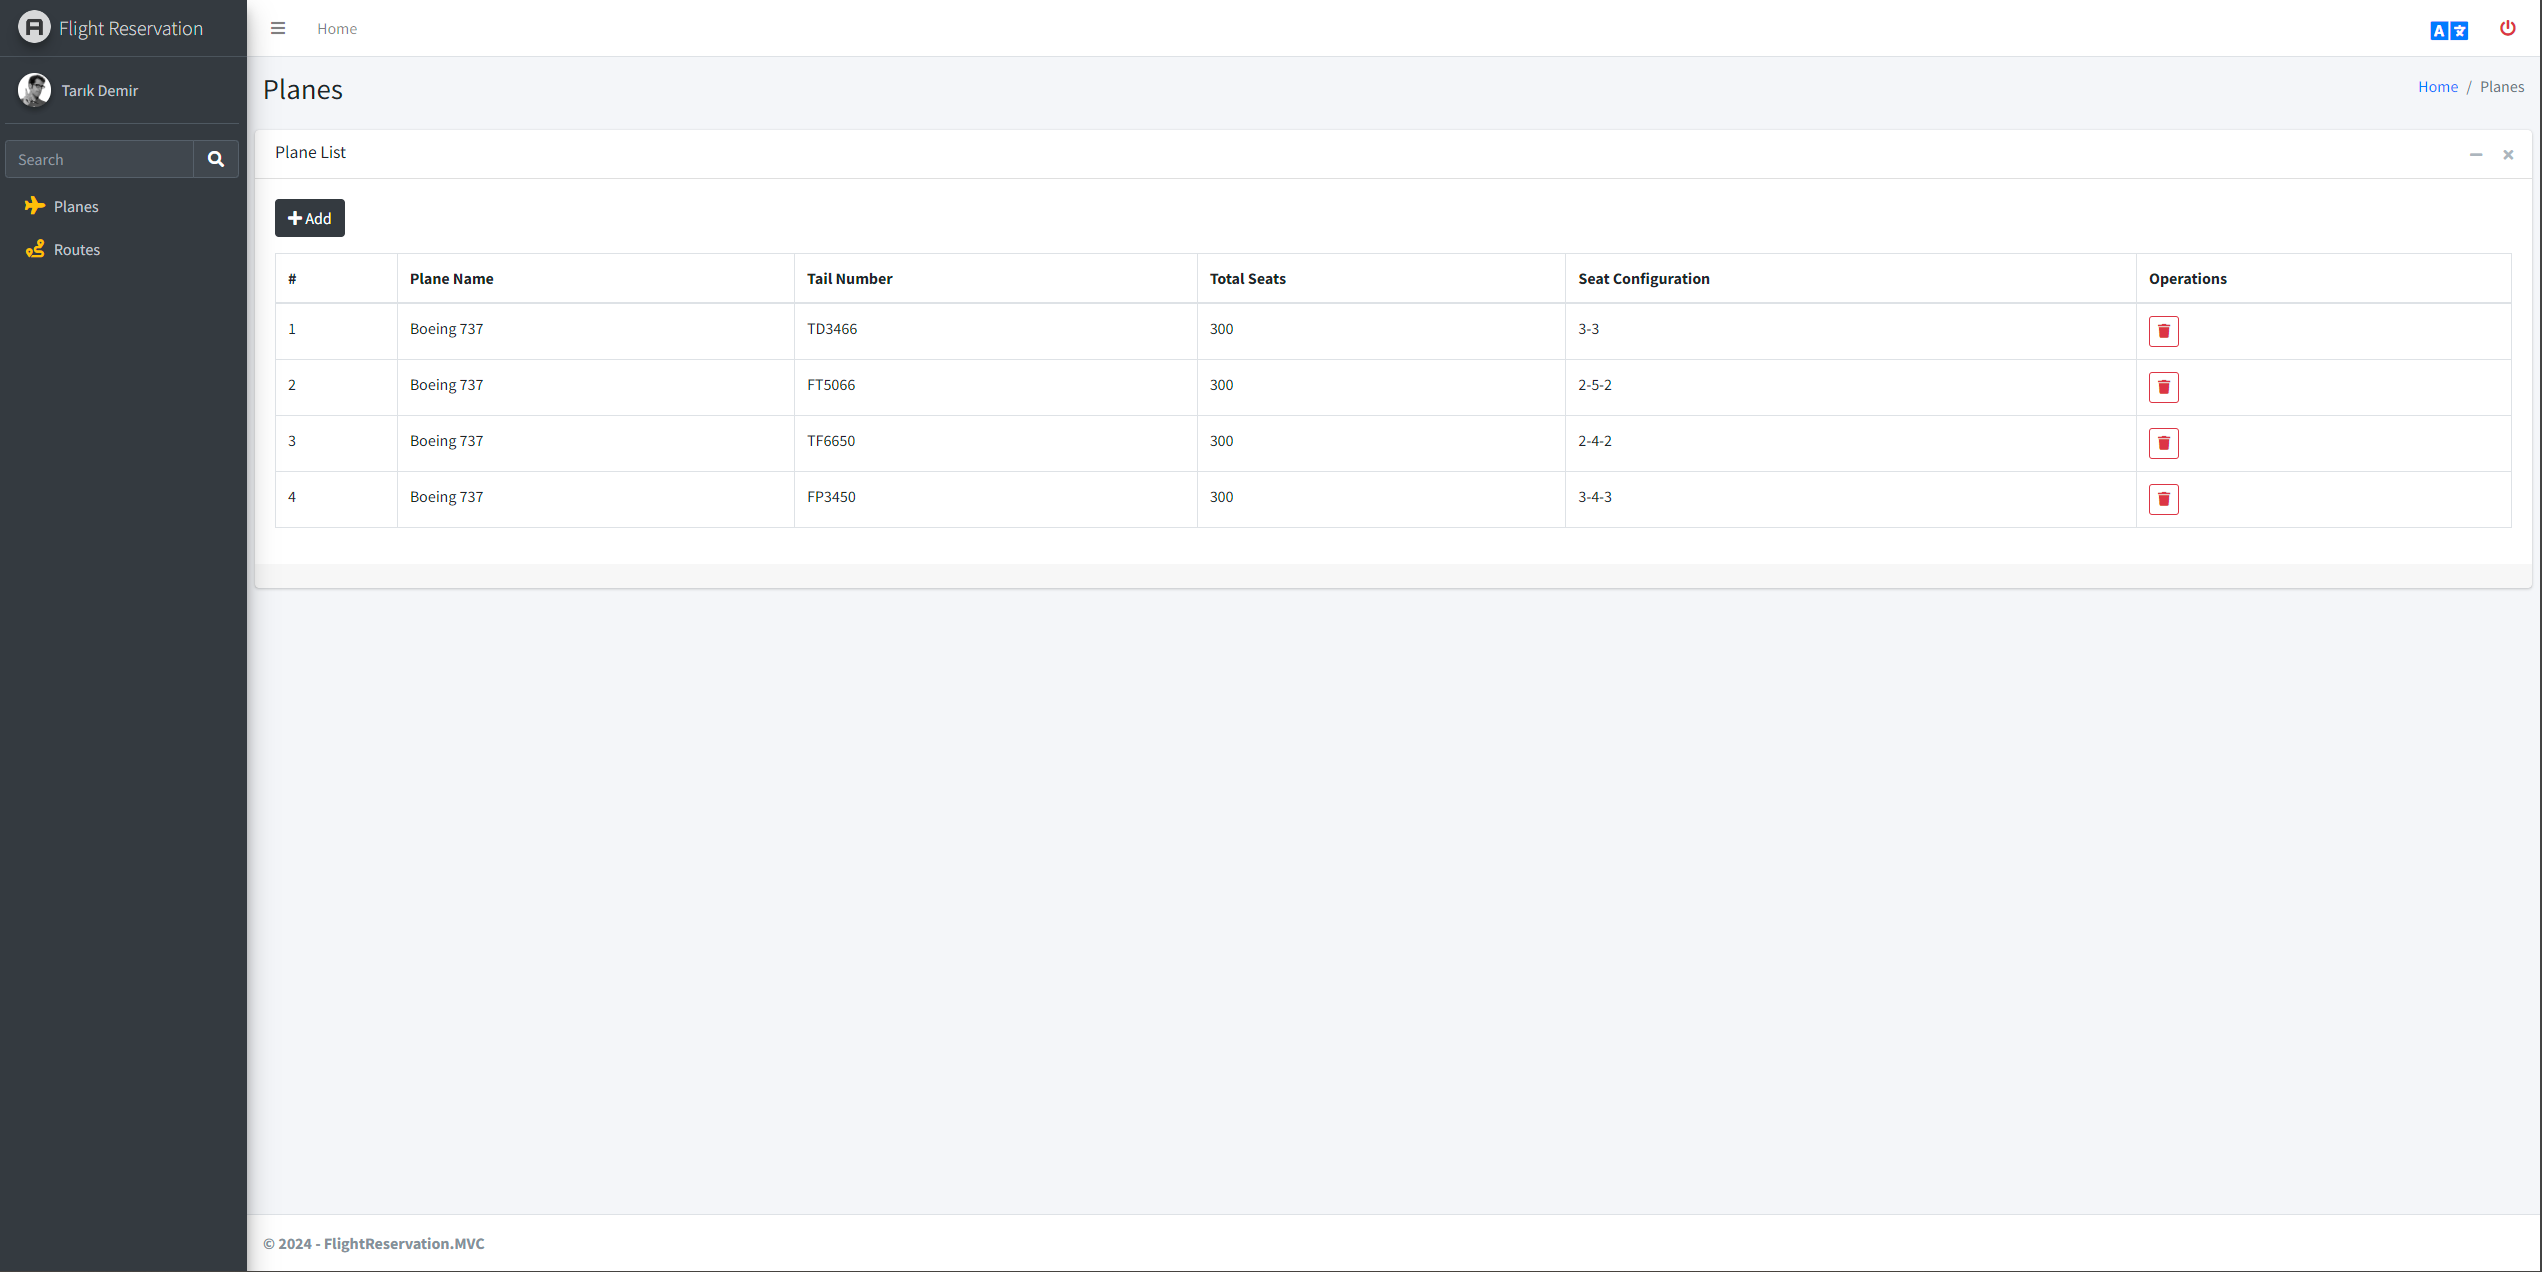 Flight Reservation
Home
Tarık Demir
Planes
Home / Planes
Search
Planes
Routes
Plane List
Add
# Plane Name Tail Number Total Seats Seat Configuration Operations
1 Boeing 737 TD3466 300 3-3
2 Boeing 737 FT5066 300 2-5-2
3 Boeing 737 TF6650 300 2-4-2
4 Boeing 737 FP3450 300 3-4-3
© 2024 - FlightReservation.MVC